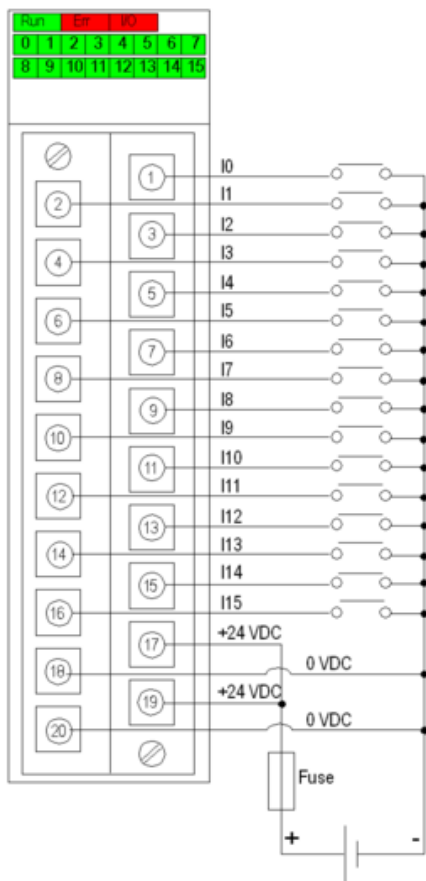 Run Err I/O
0 1 2 3 4 5 6 7
8 9 10 11 12 13 14 15
1 I0
2 I1
3 I2
4 I3
5 I4
6 I5
7 I6
8 I7
9 I8
10 I9
11 I10
12 I11
13 I12
14 I13
15 I14
16 I15
17 +24 VDC
18 0 VDC
19 +24 VDC
20 0 VDC
Fuse
+ -